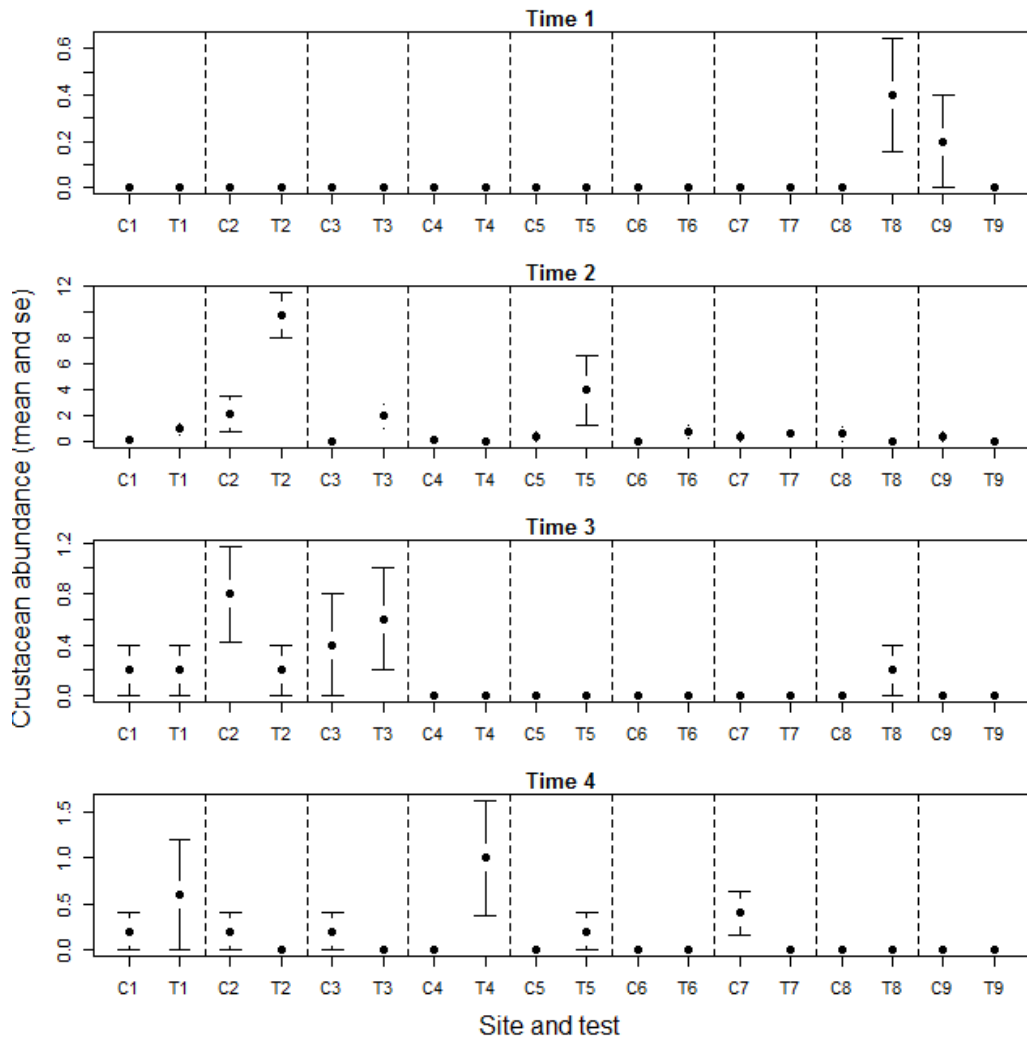 Time 1
0.0 0.2 0.4 0.6
C1 T1 C2 T2 C3 T3 C4 T4 C5 T5 C6 T6 C7 T7 C8 T8 C9 T9
Time 2
0 2 4 6 8 12
C1 T1 C2 T2 C3 T3 C4 T4 C5 T5 C6 T6 C7 T7 C8 T8 C9 T9
Time 3
0.0 0.4 0.8 1.2
C1 T1 C2 T2 C3 T3 C4 T4 C5 T5 C6 T6 C7 T7 C8 T8 C9 T9
Time 4
0.0 0.5 1.0 1.5
C1 T1 C2 T2 C3 T3 C4 T4 C5 T5 C6 T6 C7 T7 C8 T8 C9 T9
Crustacean abundance (mean and se)
Site and test